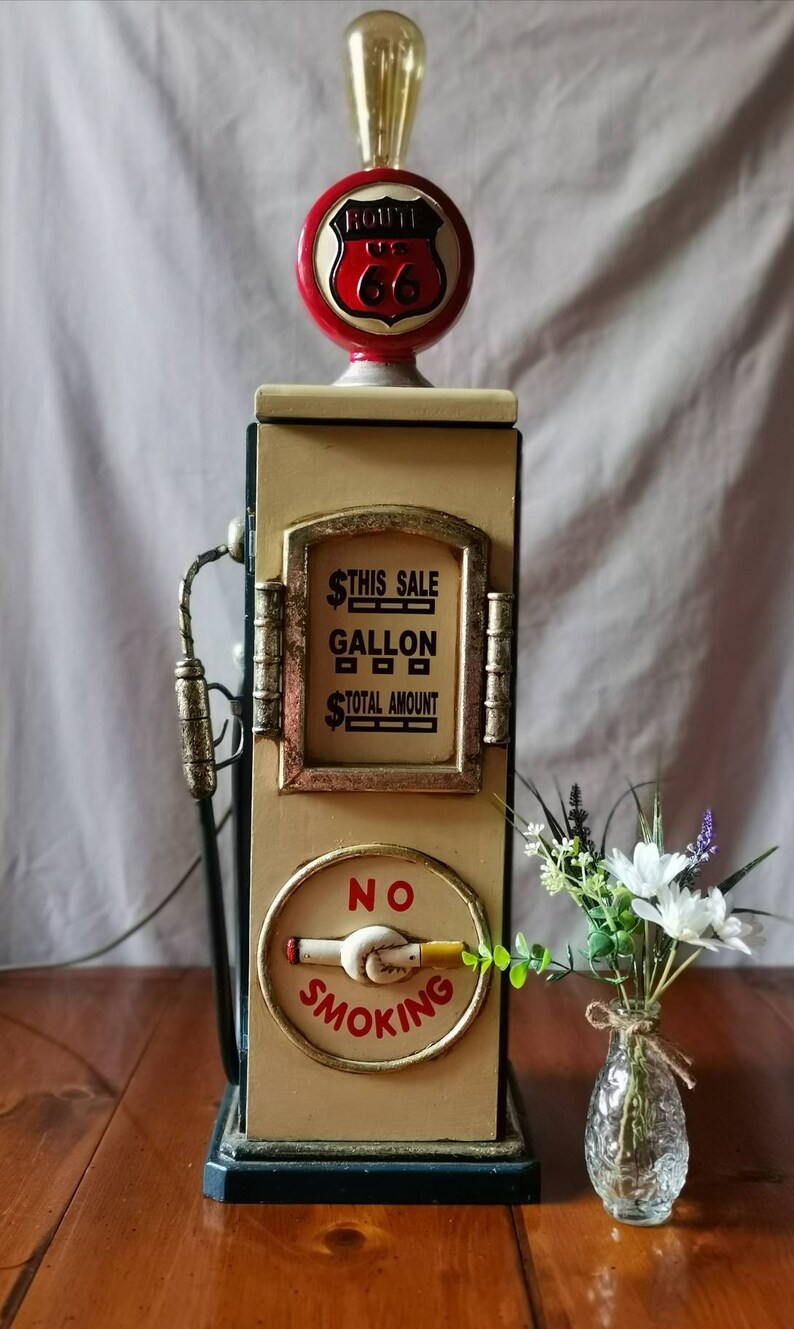 ROUTE
US
66
$THIS SALE
GALLON
$TOTAL AMOUNT
NO
SMOKING